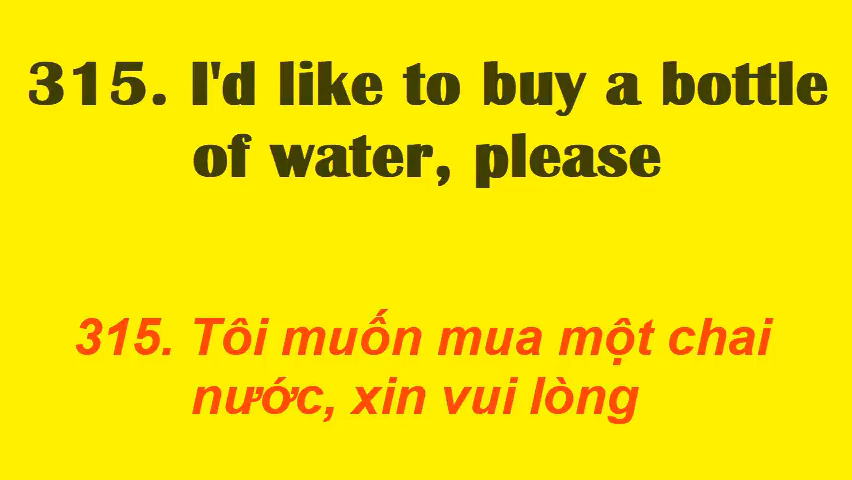 315. I'd like to buy a bottle
of water, please
315. Tôi muốn mua một chai
nước, xin vui lòng